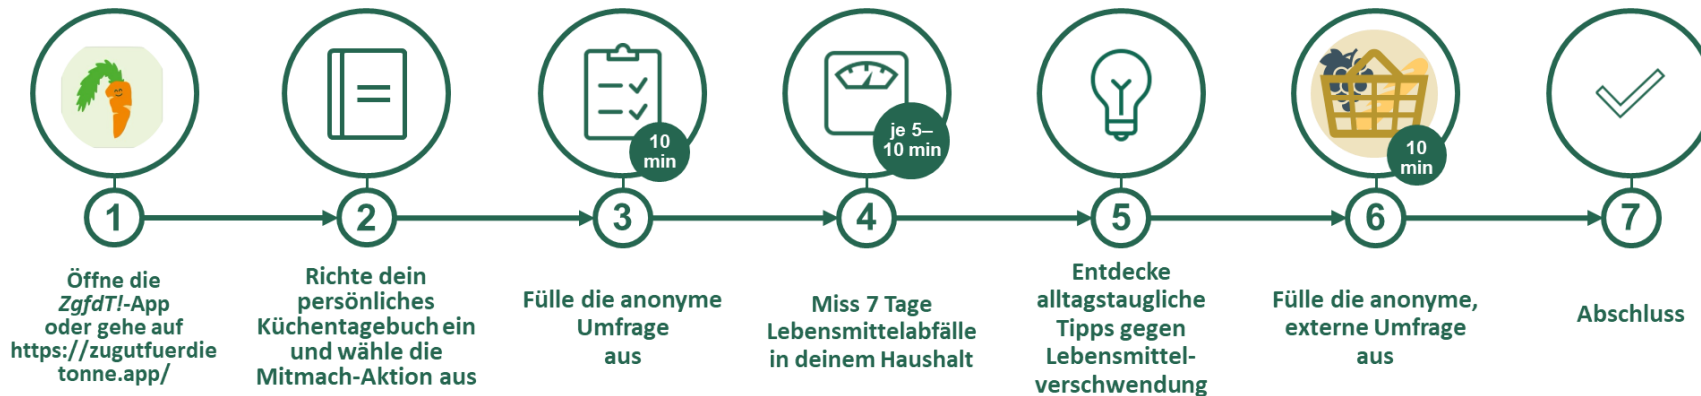 10
min
je 5–
10 min
10
min
1
2
3
4
5
6
7
Öffne die
ZgfdT!-App
oder gehe auf
https://zugutfuerdie
tonne.app/
Richte dein
persönliches
Küchentagebuch ein
und wähle die
Mitmach-Aktion aus
Fülle die anonyme
Umfrage
aus
Miss 7 Tage
Lebensmittelabfälle
in deinem Haushalt
Entdecke
alltagstaugliche
Tipps gegen
Lebensmittel-
verschwendung
Fülle die anonyme,
externe Umfrage
aus
Abschluss